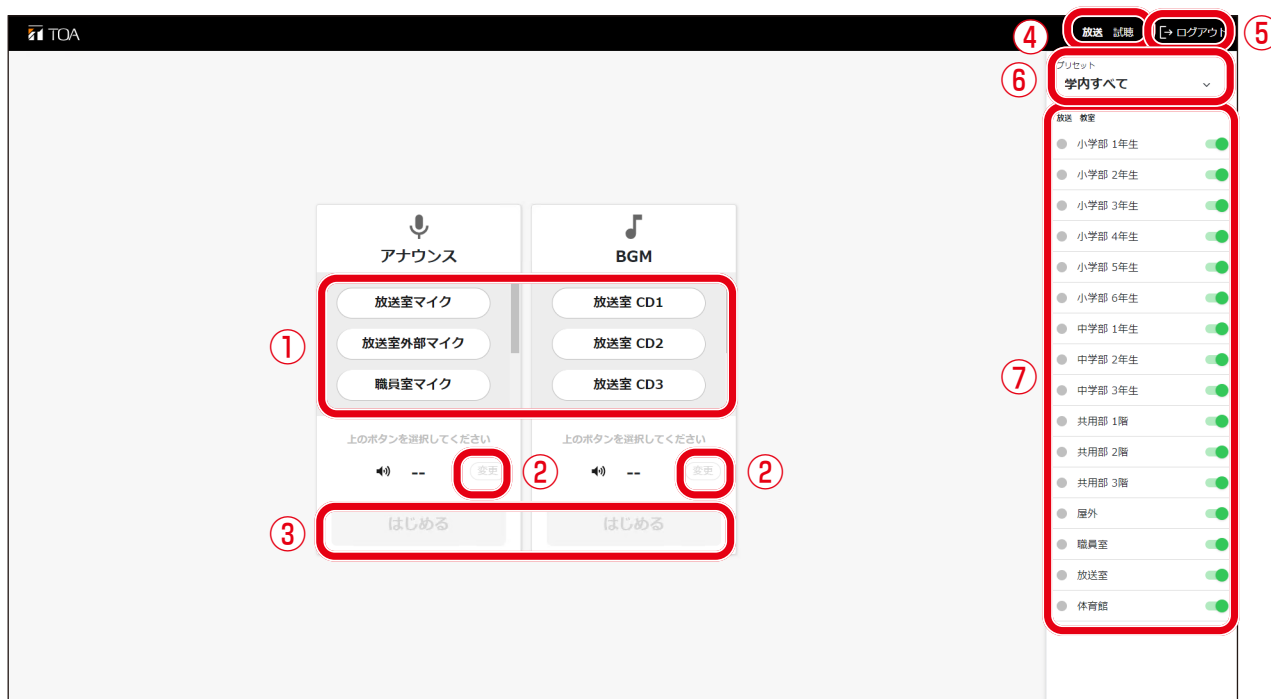 TOA
④
放送 試聴
ログアウト
⑤
⑥
プリセット
学内すべて
放送 教室
小学部 1年生
小学部 2年生
小学部 3年生
小学部 4年生
小学部 5年生
小学部 6年生
中学部 1年生
中学部 2年生
中学部 3年生
共用部 1階
共用部 2階
共用部 3階
屋外
職員室
放送室
体育館
⑦
アナウンス
BGM
①
放送室マイク
放送室 CD1
放送室外部マイク
放送室 CD2
職員室マイク
放送室 CD3
上のボタンを選択してください
上のボタンを選択してください
-- 変更
②
-- 変更
②
③
はじめる
はじめる